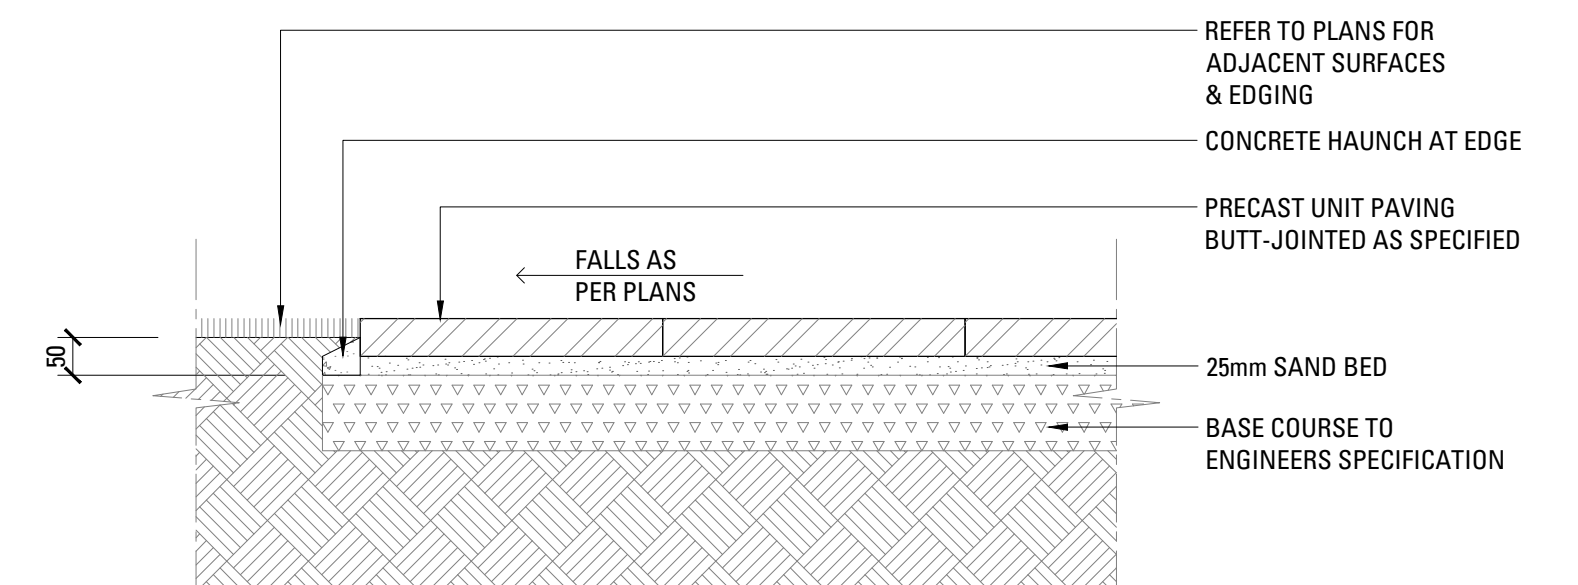 REFER TO PLANS FOR
ADJACENT SURFACES
& EDGING
CONCRETE HAUNCH AT EDGE
PRECAST UNIT PAVING
BUTT-JOINTED AS SPECIFIED
FALLS AS
PER PLANS
50
25mm SAND BED
BASE COURSE TO
ENGINEERS SPECIFICATION